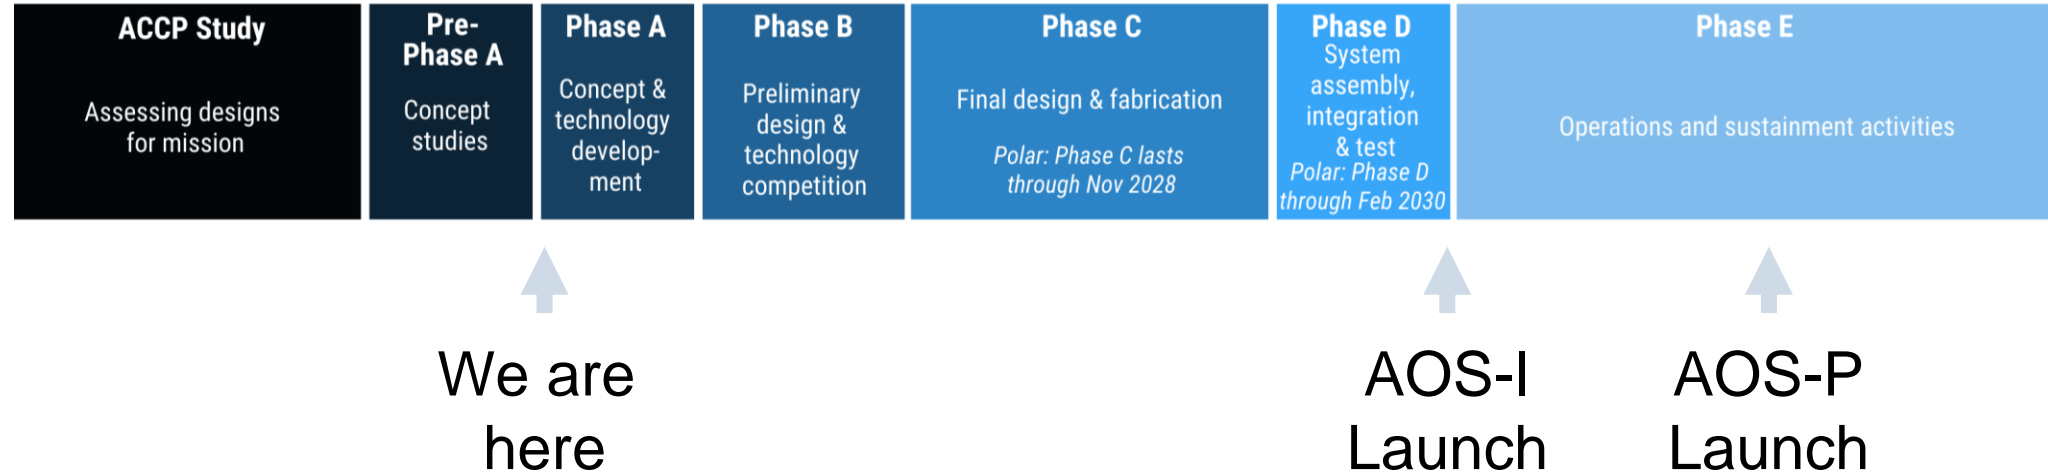 ACCP Study
Assessing designs
for mission
Pre-
Phase A
Concept
studies
Phase A
Concept &
technology
develop-
ment
Phase B
Preliminary
design &
technology
competition
Phase C
Final design & fabrication
Polar: Phase C lasts
through Nov 2028
Phase D
System
assembly,
integration
& test
Polar: Phase D
through Feb 2030
Phase E
Operations and sustainment activities
We are
here
AOS-I
Launch
AOS-P
Launch